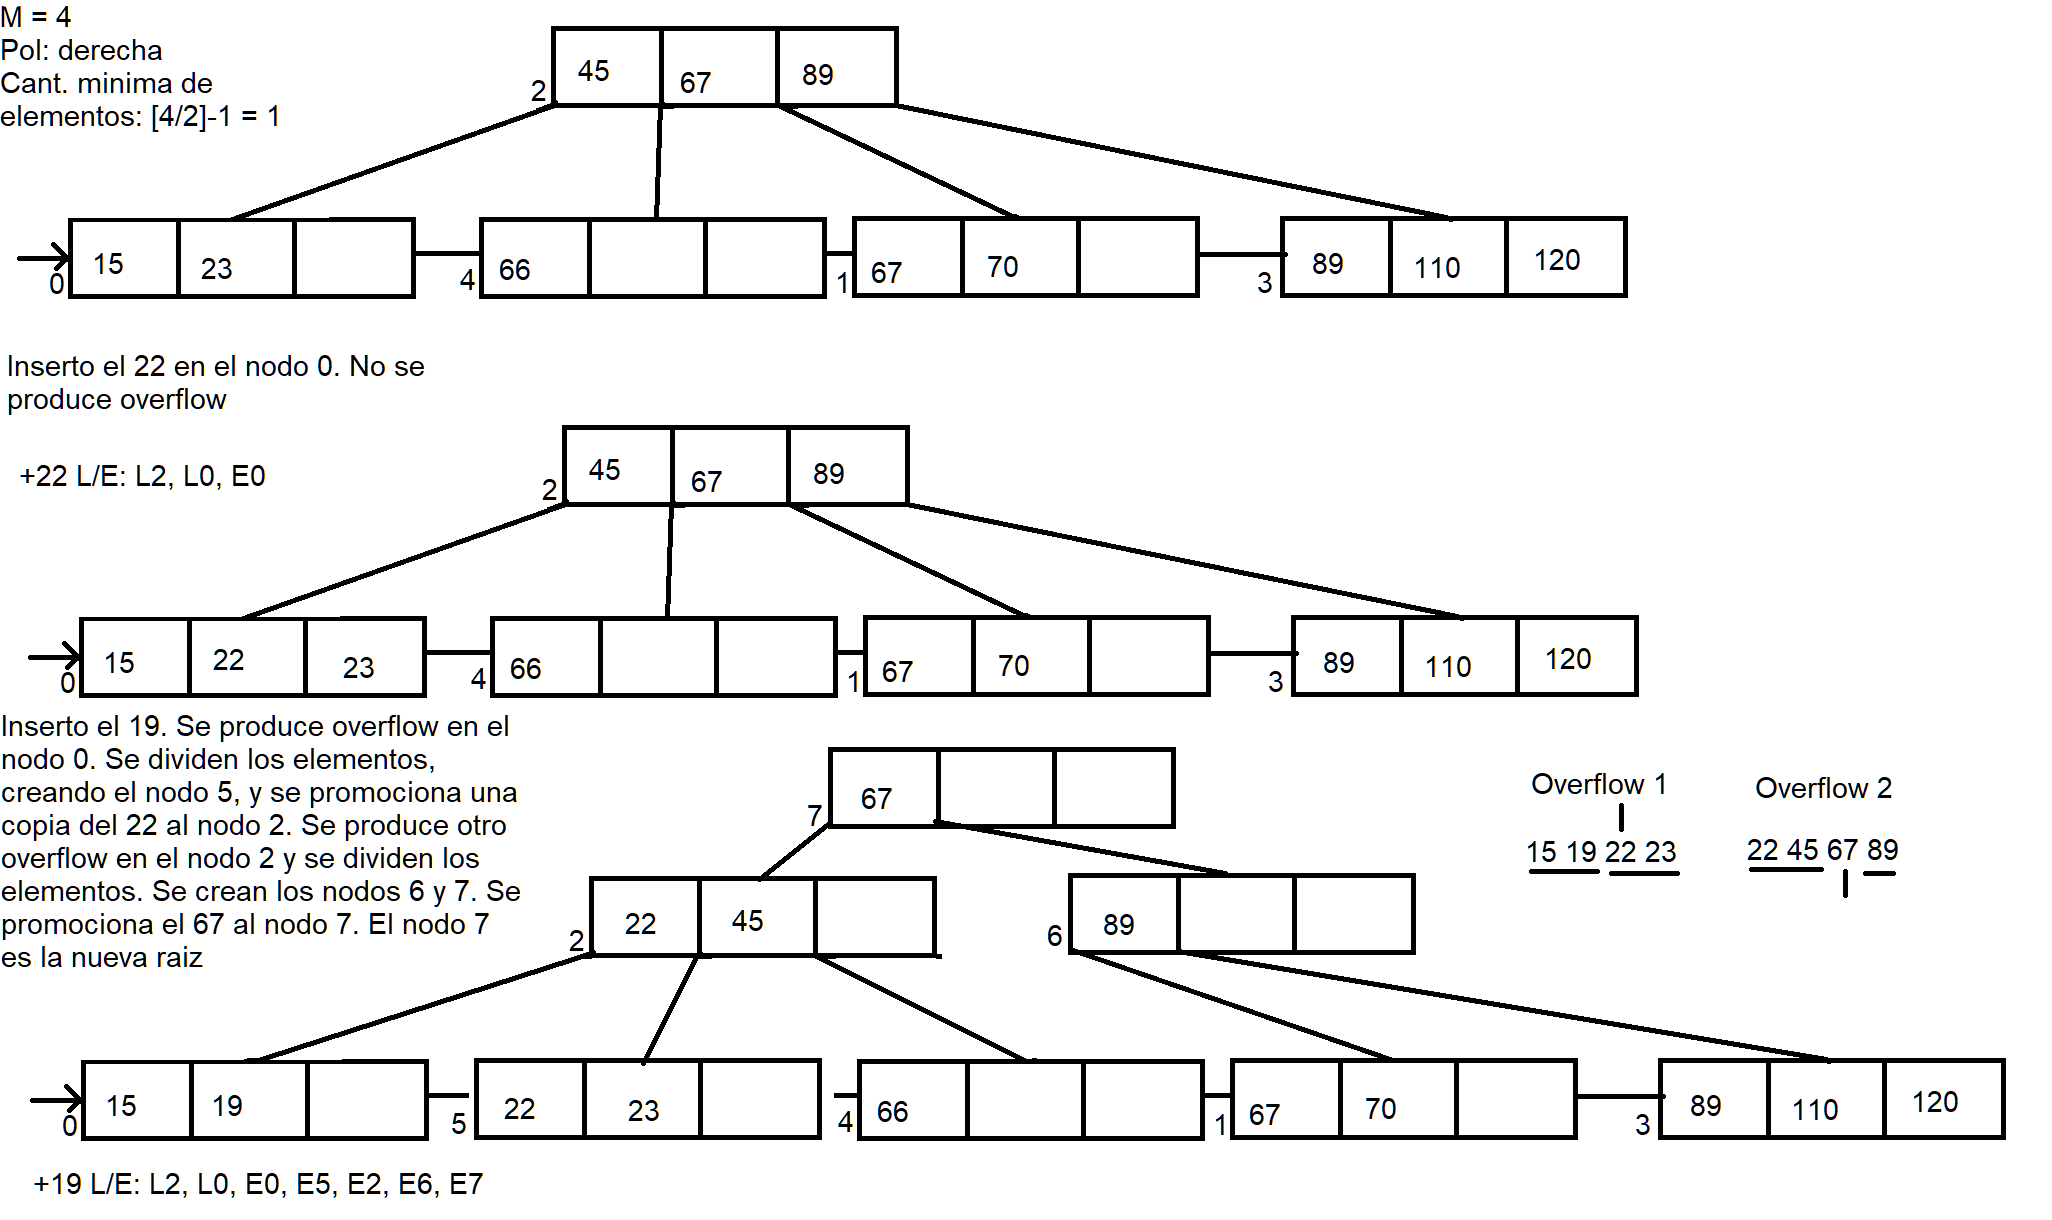 M = 4
Pol: derecha
Cant. minima de
elementos: [4/2]-1 = 1
2 45 67 89
0 15 23
4 66
1 67 70
3 89 110 120
Inserto el 22 en el nodo 0. No se
produce overflow
+22 L/E: L2, L0, E0
2 45 67 89
0 15 22 23
4 66
1 67 70
3 89 110 120
Inserto el 19. Se produce overflow en el
nodo 0. Se dividen los elementos,
creando el nodo 5, y se promociona una
copia del 22 al nodo 2. Se produce otro
overflow en el nodo 2 y se dividen los
elementos. Se crean los nodos 6 y 7. Se
promociona el 67 al nodo 7. El nodo 7
es la nueva raiz
Overflow 1
15 19 22 23
Overflow 2
22 45 67 89
7 67
2 22 45
6 89
0 15 19
5 22 23
4 66
1 67 70
3 89 110 120
+19 L/E: L2, L0, E0, E5, E2, E6, E7